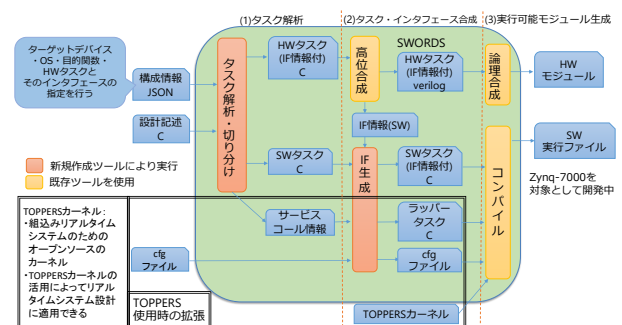 (1)タスク解析
(2)タスク・インタフェース合成
(3)実行可能モジュール生成
SWORDS
ターゲットデバイス
・OS・目的関数・
HWタスクと
そのインタフェースの
指定を行う
構成情報
JSON
設計記述
C
タスク解析・切り分け
HWタスク
(IF情報付)
C
高位合成
HWタスク
(IF情報付)
verilog
論理合成
HW
モジュール
IF情報(SW)
SWタスク
C
IF生成
SWタスク
(IF情報付)
C
コンパイル
SW
実行ファイル
Zynq-7000を
対象として開発中
新規作成ツールにより実行
既存ツールを使用
サービス
コール情報
ラッパー
タスク
C
cfg
ファイル
cfg
ファイル
TOPPERSカーネル
TOPPERSカーネル:
・組込みリアルタイム
システムのための
オープンソースの
カーネル
・TOPPERSカーネルの
活用によってリアル
タイムシステム設計
に適用できる
TOPPERS
使用時の拡張